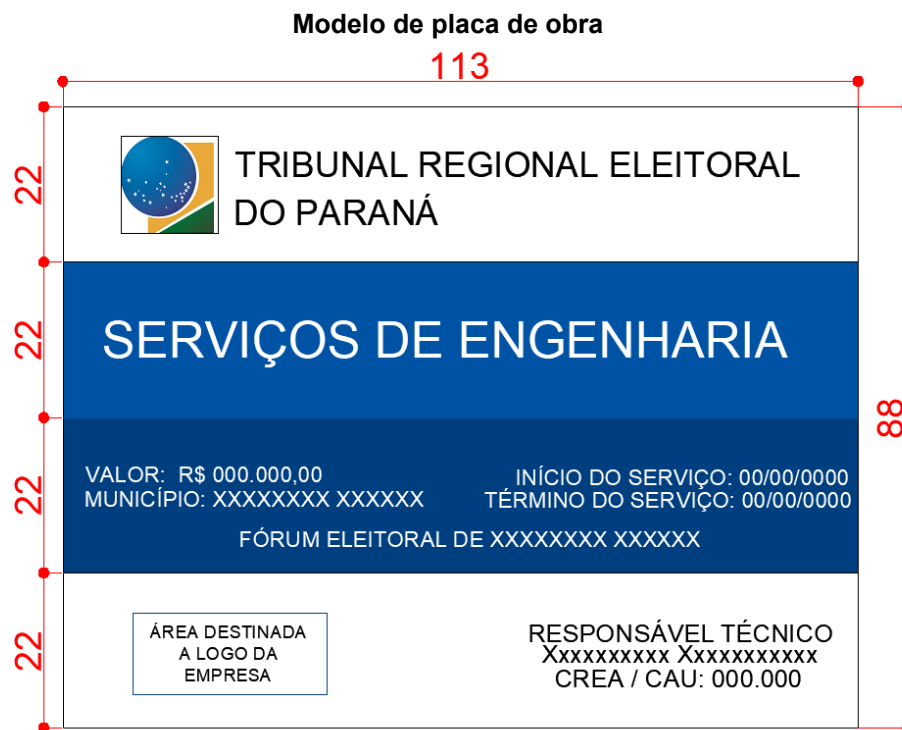 Modelo de placa de obra
113
22
TRIBUNAL REGIONAL ELEITORAL
DO PARANÁ
22
SERVIÇOS DE ENGENHARIA
88
22
VALOR: R$ 000.000,00
MUNICÍPIO: XXXXXXXX XXXXXX
INÍCIO DO SERVIÇO: 00/00/0000
TÉRMINO DO SERVIÇO: 00/00/0000
FÓRUM ELEITORAL DE XXXXXXXX XXXXXX
22
ÁREA DESTINADA
A LOGO DA
EMPRESA
RESPONSÁVEL TÉCNICO
Xxxxxxxxxx Xxxxxxxxxxx
CREA / CAU: 000.000